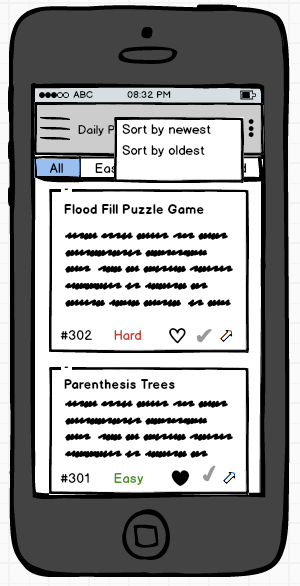 ABC 08:32 PM
Daily P
Sort by newest
Sort by oldest
All Eas d
Flood Fill Puzzle Game
#302 Hard
Parenthesis Trees
#301 Easy